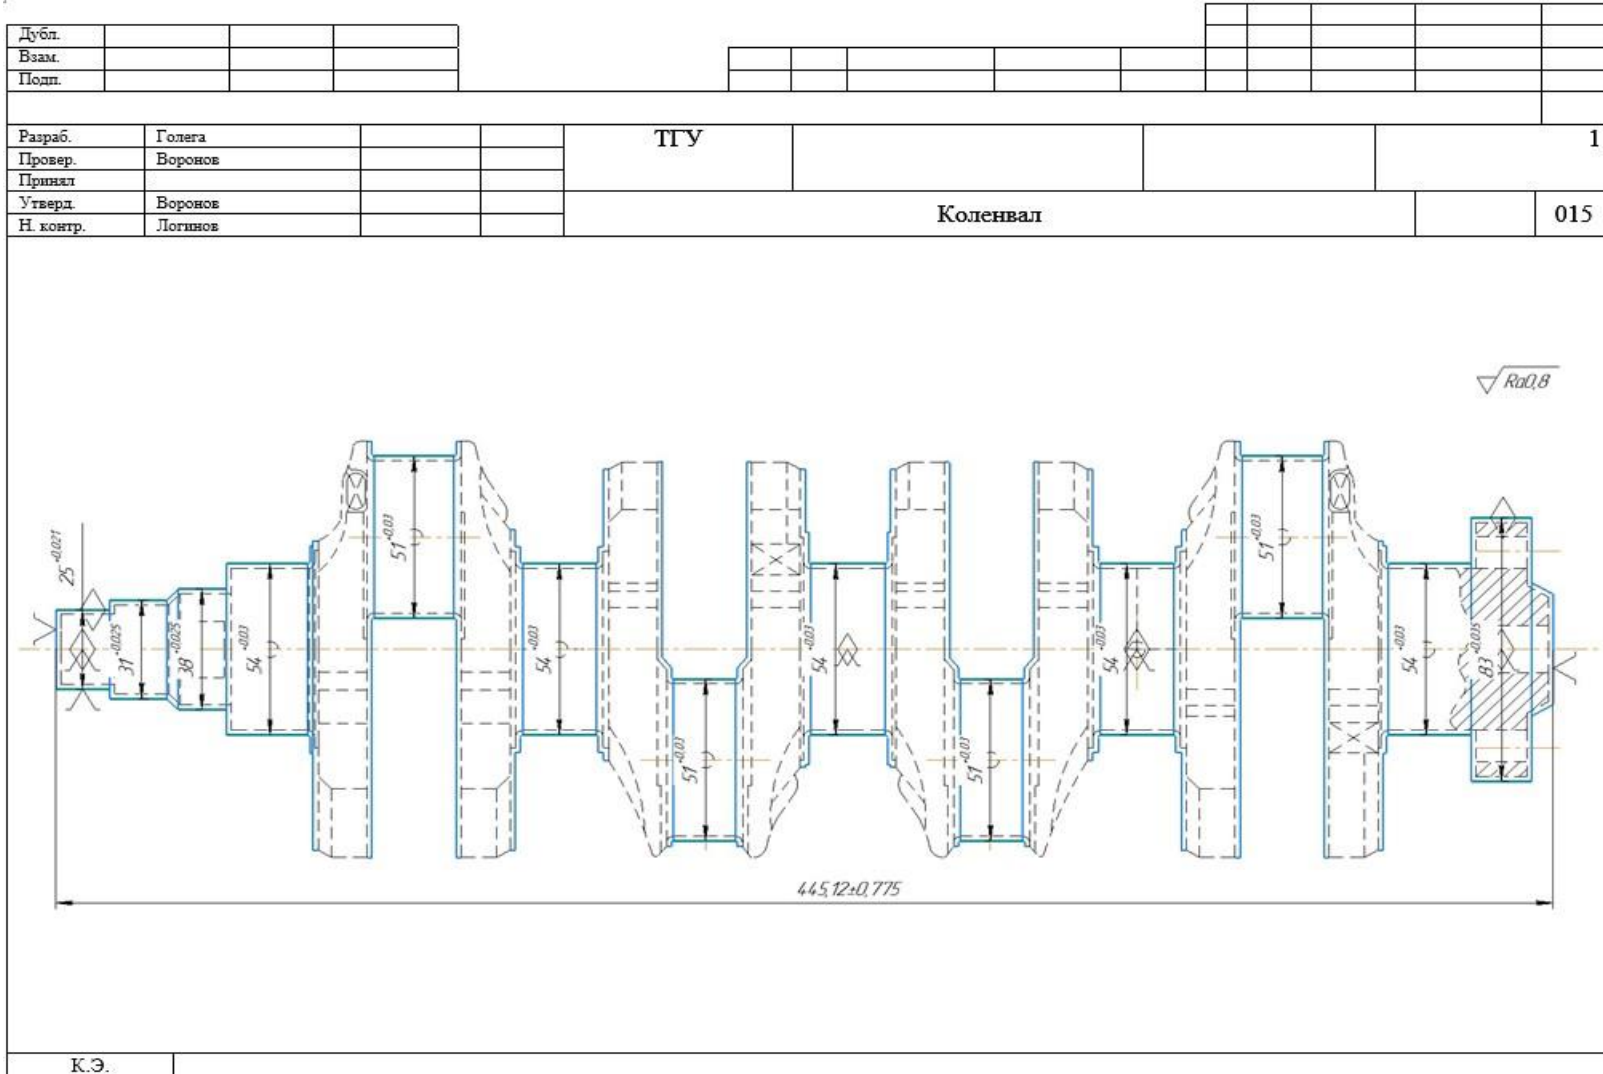 Дубл.
Взам.
Подп.
Разраб. Голега ТГУ 1
Провер. Воронов
Принял
Утверд. Воронов Коленвал 015
Н. контр. Логинов
Ra0,8
25 +0,021
31 -0,025
38 -0,025
54 -0,03
51 -0,03
54 -0,03
51 -0,03
54 -0,03
51 -0,03
54 -0,03
51 -0,03
54 -0,03
83 -0,035
445,12±0,775
К.Э.